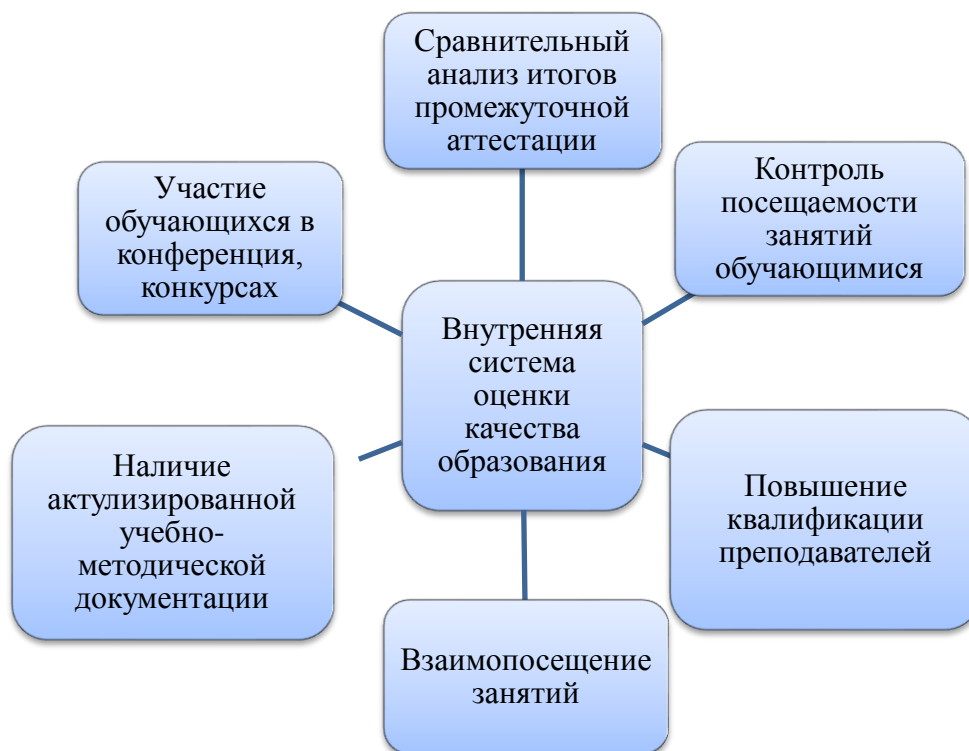 Сравнительный
анализ итогов
промежуточной
аттестации
Участие
обучающихся в
конференция,
конкурсах
Контроль
посещаемости
занятий
обучающимися
Внутренняя
система
оценки
качества
образования
Наличие
актулизированной
учебно-
методической
документации
Повышение
квалификации
преподавателей
Взаимопосещение
занятий